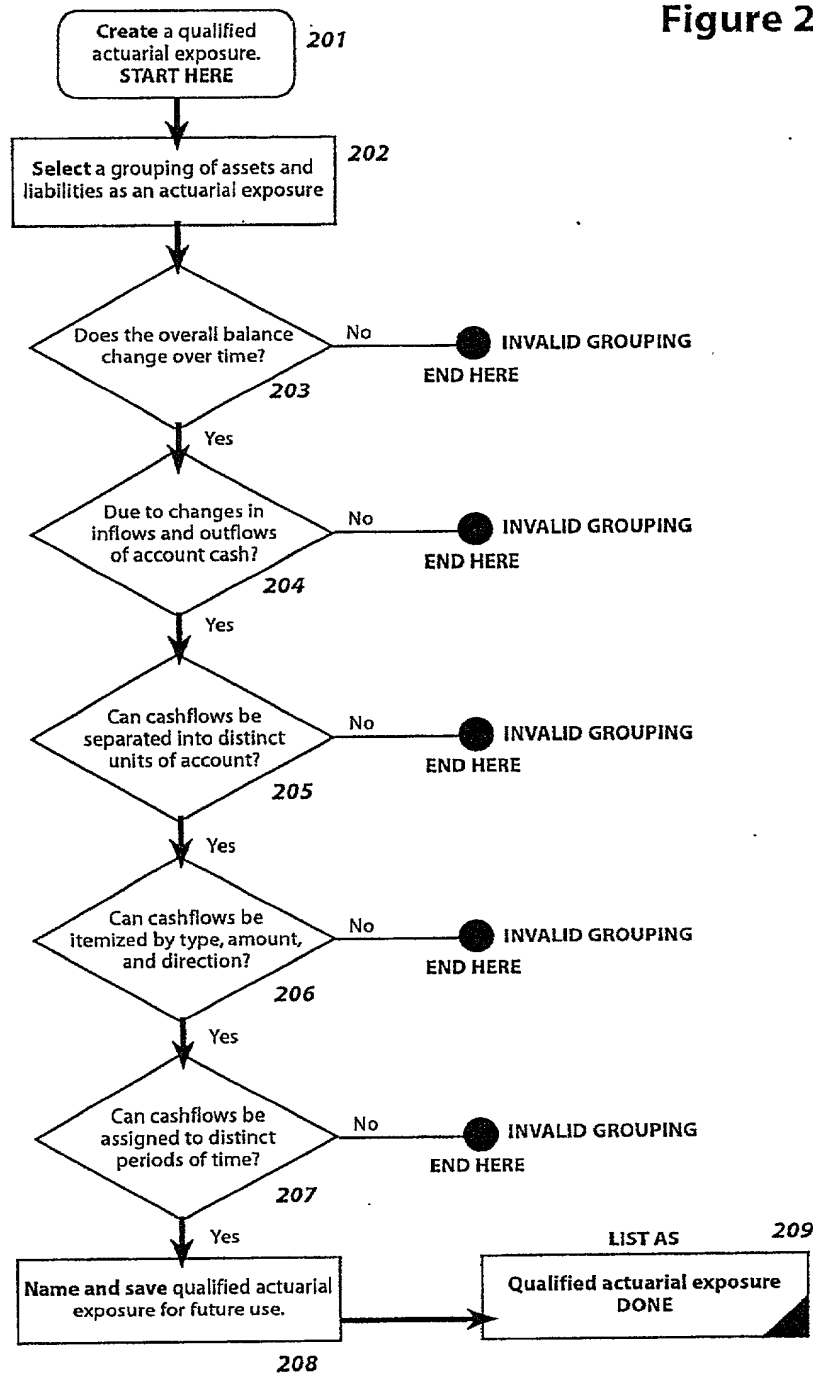 Figure 2
Create a qualified
actuarial exposure.
START HERE
201
Select a grouping of assets and
liabilities as an actuarial exposure
202
Does the overall balance
change over time?
203
No
INVALID GROUPING
END HERE
Yes
Due to changes in
inflows and outflows
of account cash?
204
No
INVALID GROUPING
END HERE
Yes
Can cashflows be
separated into distinct
units of account?
205
No
INVALID GROUPING
END HERE
Yes
Can cashflows be
itemized by type, amount,
and direction?
206
No
INVALID GROUPING
END HERE
Yes
Can cashflows be
assigned to distinct
periods of time?
207
No
INVALID GROUPING
END HERE
Yes
Name and save qualified actuarial
exposure for future use.
208
LIST AS
209
Qualified actuarial exposure
DONE